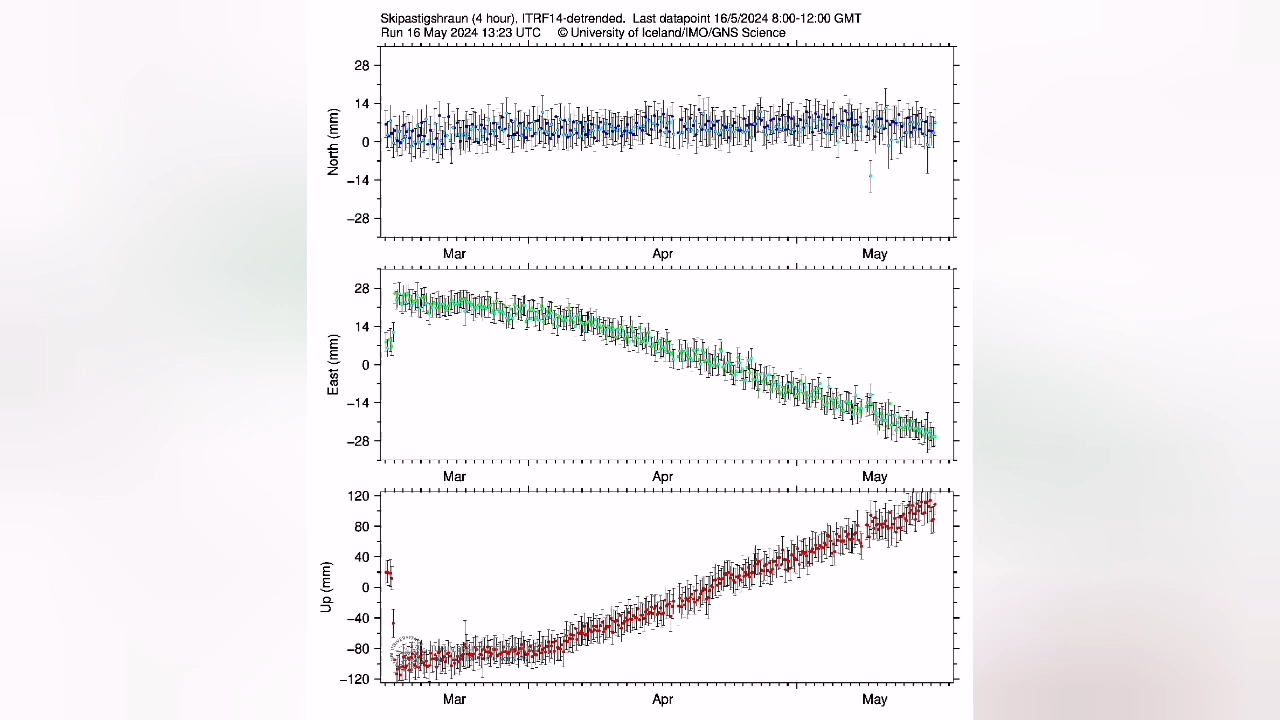 Skipastigshraun (4 hour), ITRF14-detrended. Last datapoint 16/5/2024 8:00-12:00 GMT
Run 16 May 2024 13:23 UTC © University of Iceland/IMO/GNS Science
North (mm)
28
14
0
−14
−28
Mar Apr May
East (mm)
28
14
0
−14
−28
Mar Apr May
Up (mm)
120
80
40
0
−40
−80
−120
Mar Apr May